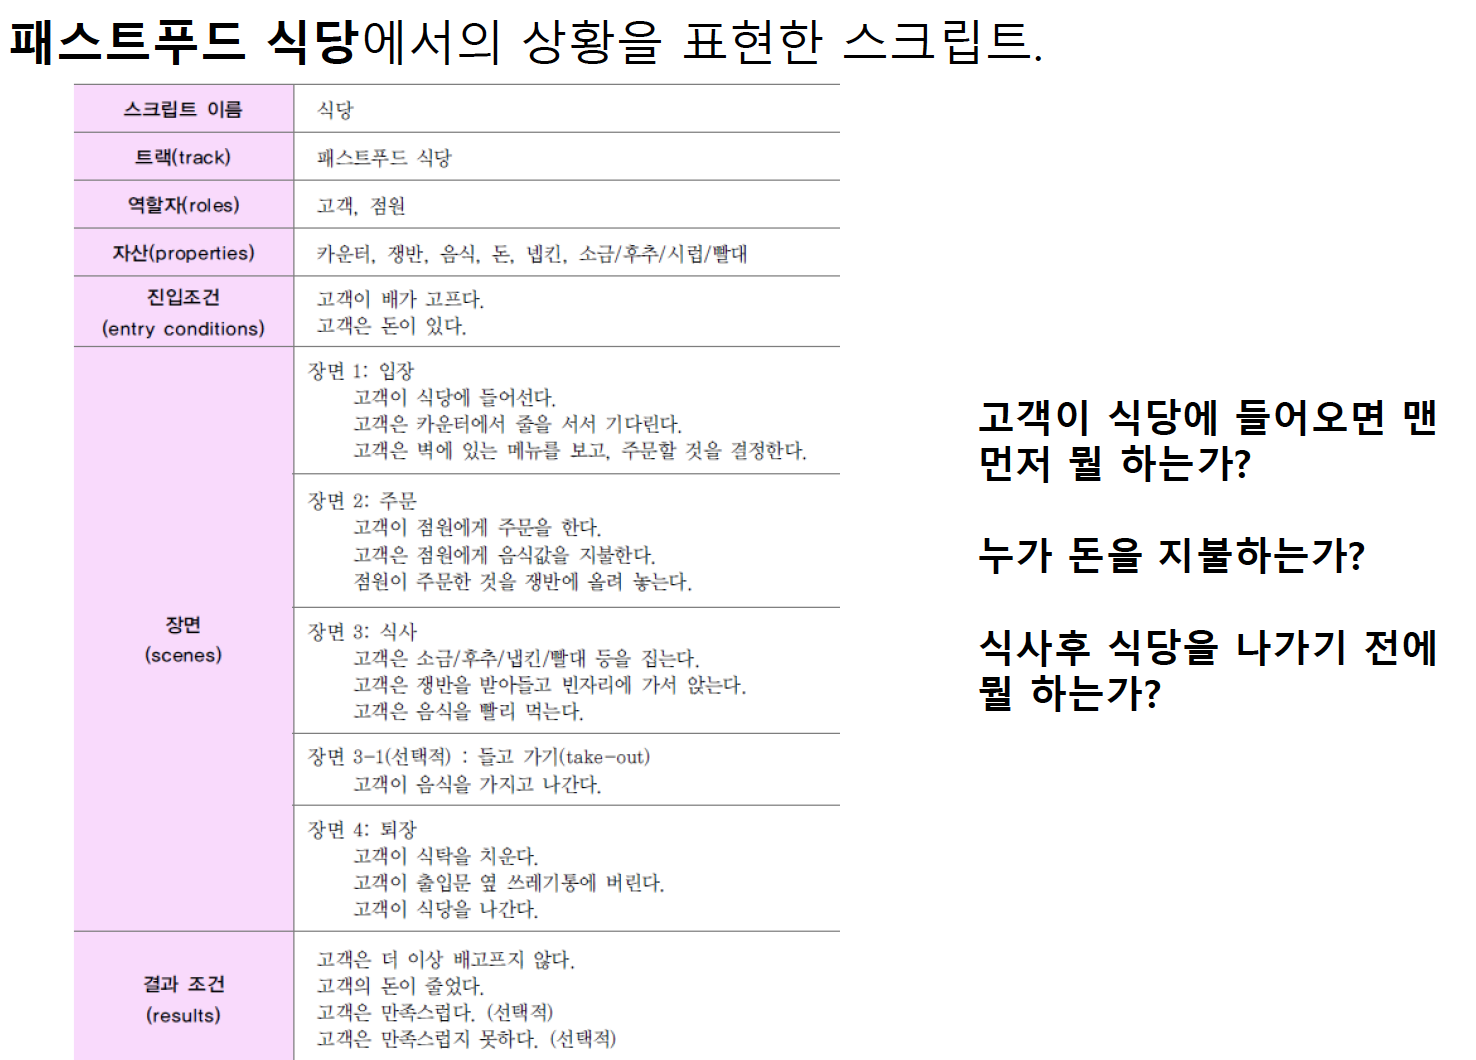 패스트푸드 식당에서의 상황을 표현한 스크립트.
스크립트 이름
식당
트랙(track)
패스트푸드 식당
역할자(roles)
고객, 점원
자산(properties)
카운터, 쟁반, 음식, 돈, 넵킨, 소금/후추/시럽/빨대
진입조건
(entry conditions)
고객이 배가 고프다.
고객은 돈이 있다.
장면
(scenes)
장면 1: 입장
고객이 식당에 들어선다.
고객은 카운터에서 줄을 서서 기다린다.
고객은 벽에 있는 메뉴를 보고, 주문할 것을 결정한다.
장면 2: 주문
고객이 점원에게 주문을 한다.
고객은 점원에게 음식값을 지불한다.
점원이 주문한 것을 쟁반에 올려 놓는다.
장면 3: 식사
고객은 소금/후추/냅킨/빨대 등을 집는다.
고객은 쟁반을 받아들고 빈자리에 가서 앉는다.
고객은 음식을 빨리 먹는다.
장면 3-1(선택적) : 들고 가기(take-out)
고객이 음식을 가지고 나간다.
장면 4: 퇴장
고객이 식탁을 치운다.
고객이 출입문 옆 쓰레기통에 버린다.
고객이 식당을 나간다.
결과 조건
(results)
고객은 더 이상 배고프지 않다.
고객의 돈이 줄었다.
고객은 만족스럽다. (선택적)
고객은 만족스럽지 못하다. (선택적)
고객이 식당에 들어오면 맨
먼저 뭘 하는가?
누가 돈을 지불하는가?
식사후 식당을 나가기 전에
뭘 하는가?